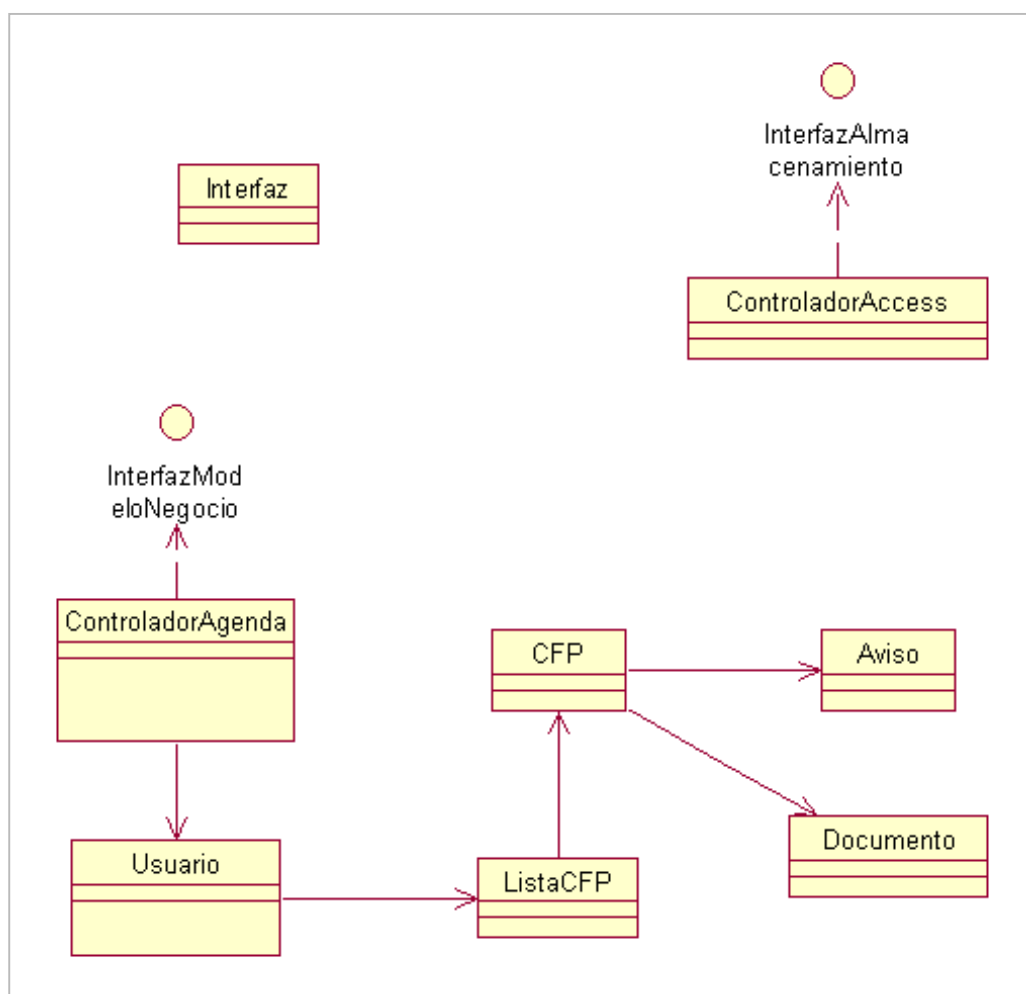 InterfazAlma
cenamiento
Interfaz
ControladorAccess
InterfazMod
eloNegocio
ControladorAgenda
CFP
Aviso
Usuario
ListaCFP
Documento